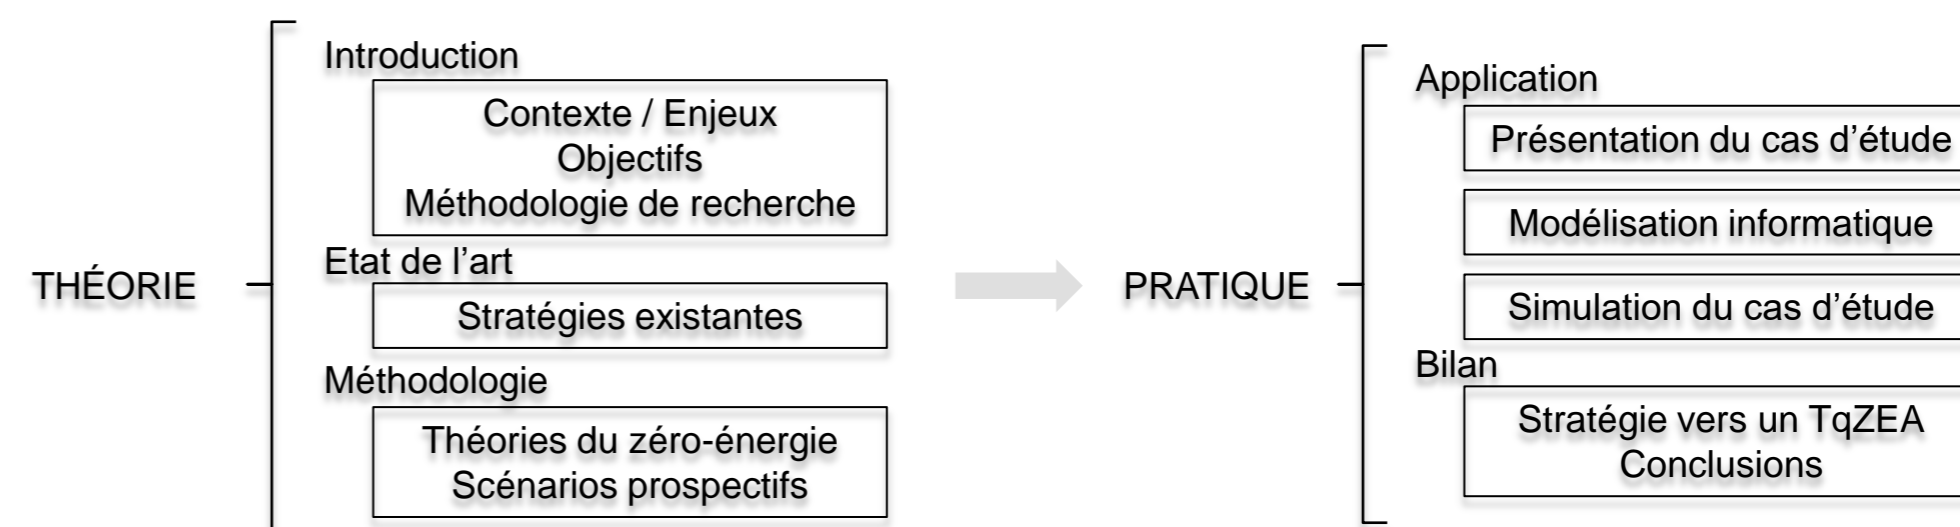 THÉORIE
Introduction
Contexte / Enjeux
Objectifs
Méthodologie de recherche
Etat de l’art
Stratégies existantes
Méthodologie
Théories du zéro-énergie
Scénarios prospectifs
PRATIQUE
Application
Présentation du cas d’étude
Modélisation informatique
Simulation du cas d’étude
Bilan
Stratégie vers un TqZEA
Conclusions